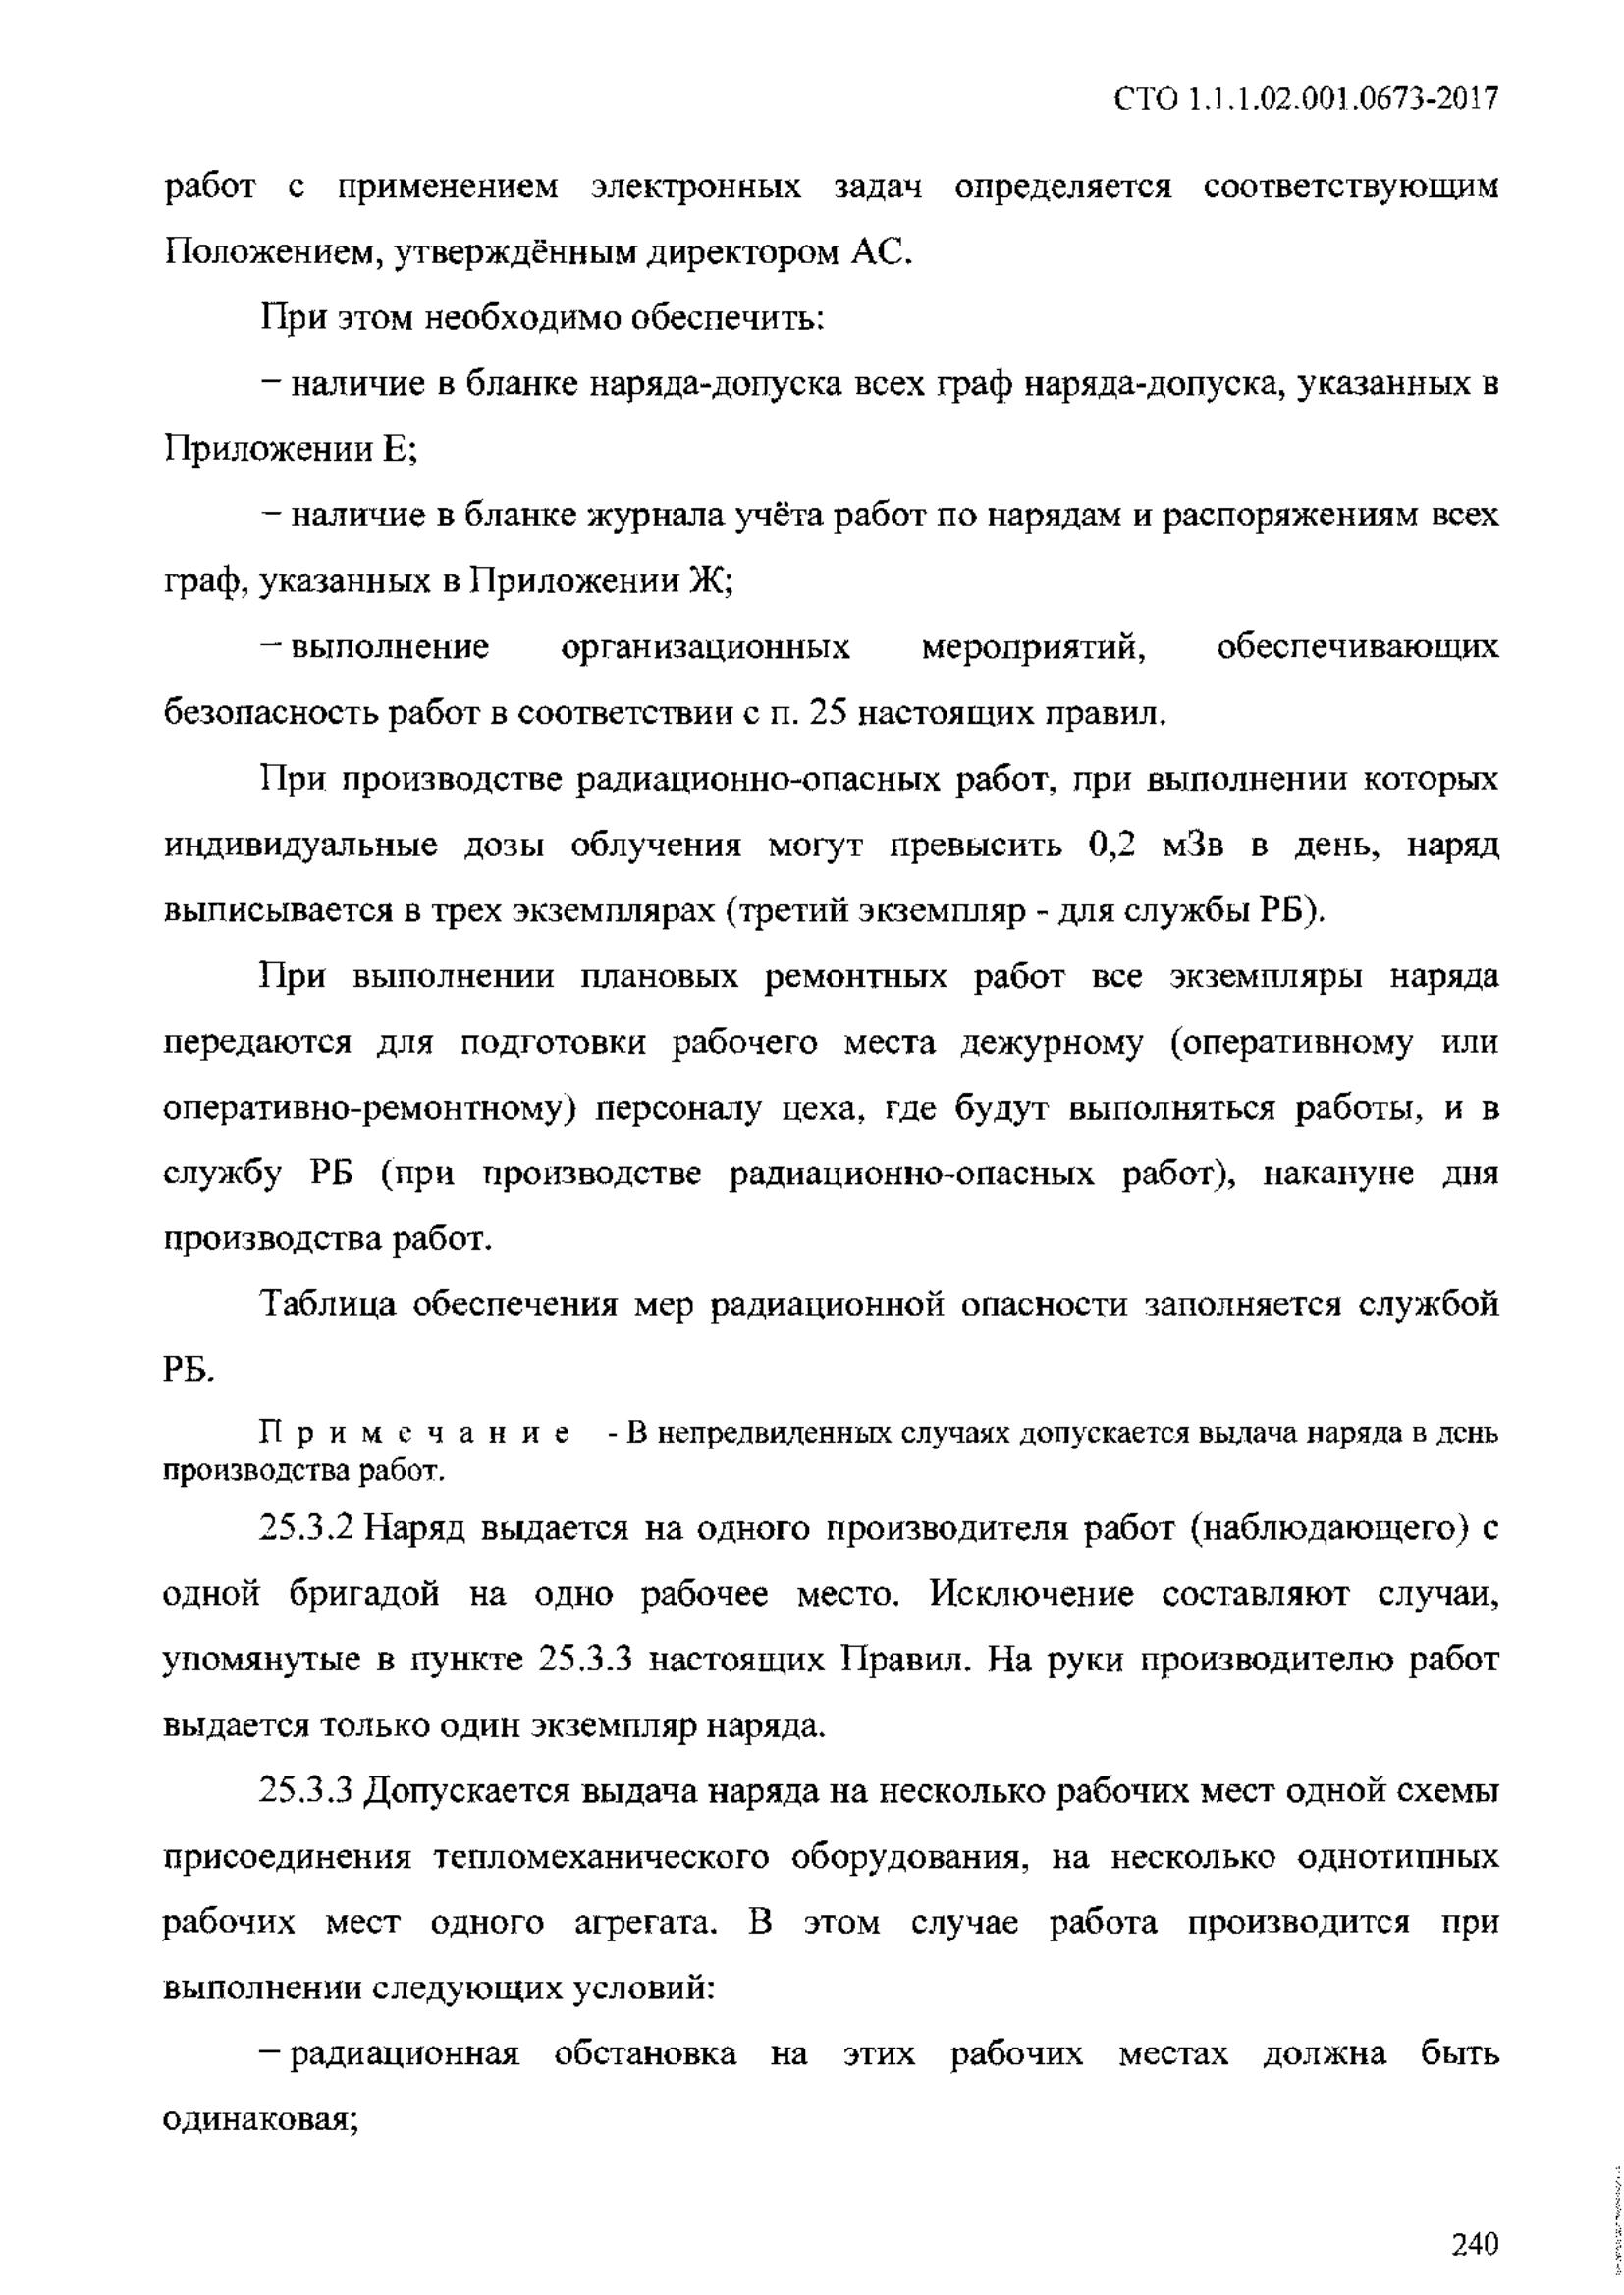 СТО 1.1.1.02.001.0673-2017
работ с применением электронных задач определяется соответствующим
Положением, утверждённым директором АС.
При этом необходимо обеспечить:
– наличие в бланке наряда-допуска всех граф наряда-допуска, указанных в
Приложении Е;
– наличие в бланке журнала учёта работ по нарядам и распоряжениям всех
граф, указанных в Приложении Ж;
– выполнение организационных мероприятий, обеспечивающих
безопасность работ в соответствии с п. 25 настоящих правил.
При производстве радиационно-опасных работ, при выполнении которых
индивидуальные дозы облучения могут превысить 0,2 мЗв в день, наряд
выписывается в трех экземплярах (третий экземпляр - для службы РБ).
При выполнении плановых ремонтных работ все экземпляры наряда
передаются для подготовки рабочего места дежурному (оперативному или
оперативно-ремонтному) персоналу цеха, где будут выполняться работы, и в
службу РБ (при производстве радиационно-опасных работ), накануне дня
производства работ.
Таблица обеспечения мер радиационной опасности заполняется службой
РБ.
П р и м е ч а н и е - В непредвиденных случаях допускается выдача наряда в день
производства работ.
25.3.2 Наряд выдается на одного производителя работ (наблюдающего) с
одной бригадой на одно рабочее место. Исключение составляют случаи,
упомянутые в пункте 25.3.3 настоящих Правил. На руки производителю работ
выдается только один экземпляр наряда.
25.3.3 Допускается выдача наряда на несколько рабочих мест одной схемы
присоединения тепломеханического оборудования, на несколько однотипных
рабочих мест одного агрегата. В этом случае работа производится при
выполнении следующих условий:
– радиационная обстановка на этих рабочих местах должна быть
одинаковая;
240